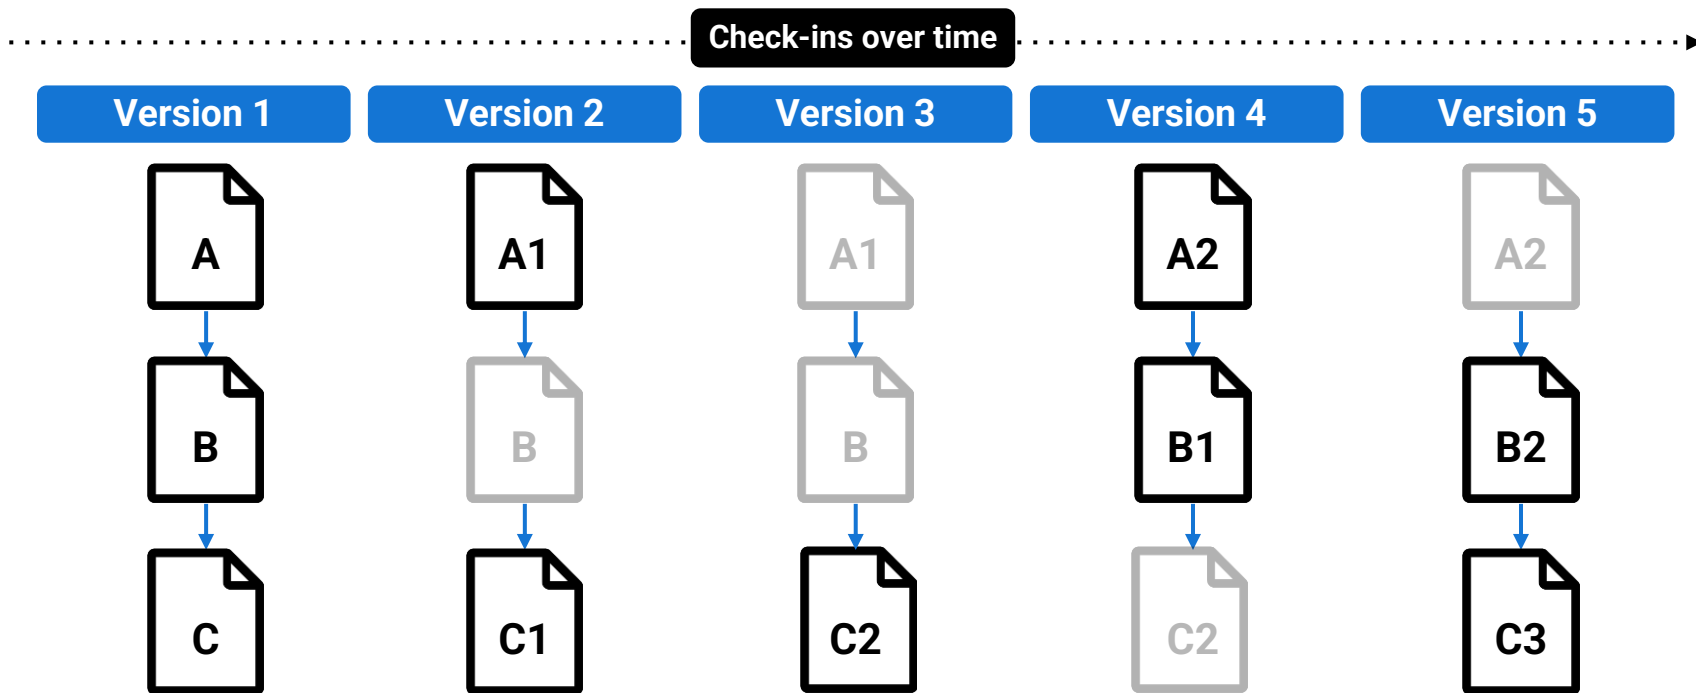 Check-ins over time
Version 1
Version 2
Version 3
Version 4
Version 5
A
A1
A1
A2
A2
B
B
B
B1
B2
C
C1
C2
C2
C3